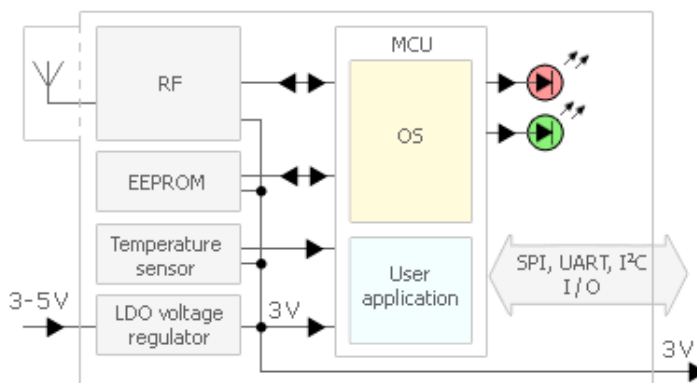 MCU
RF
OS
EEPROM
Temperature
sensor
SPI, UART, I²C
I/O
User
application
3-5V
LDO voltage
regulator
3V
3V